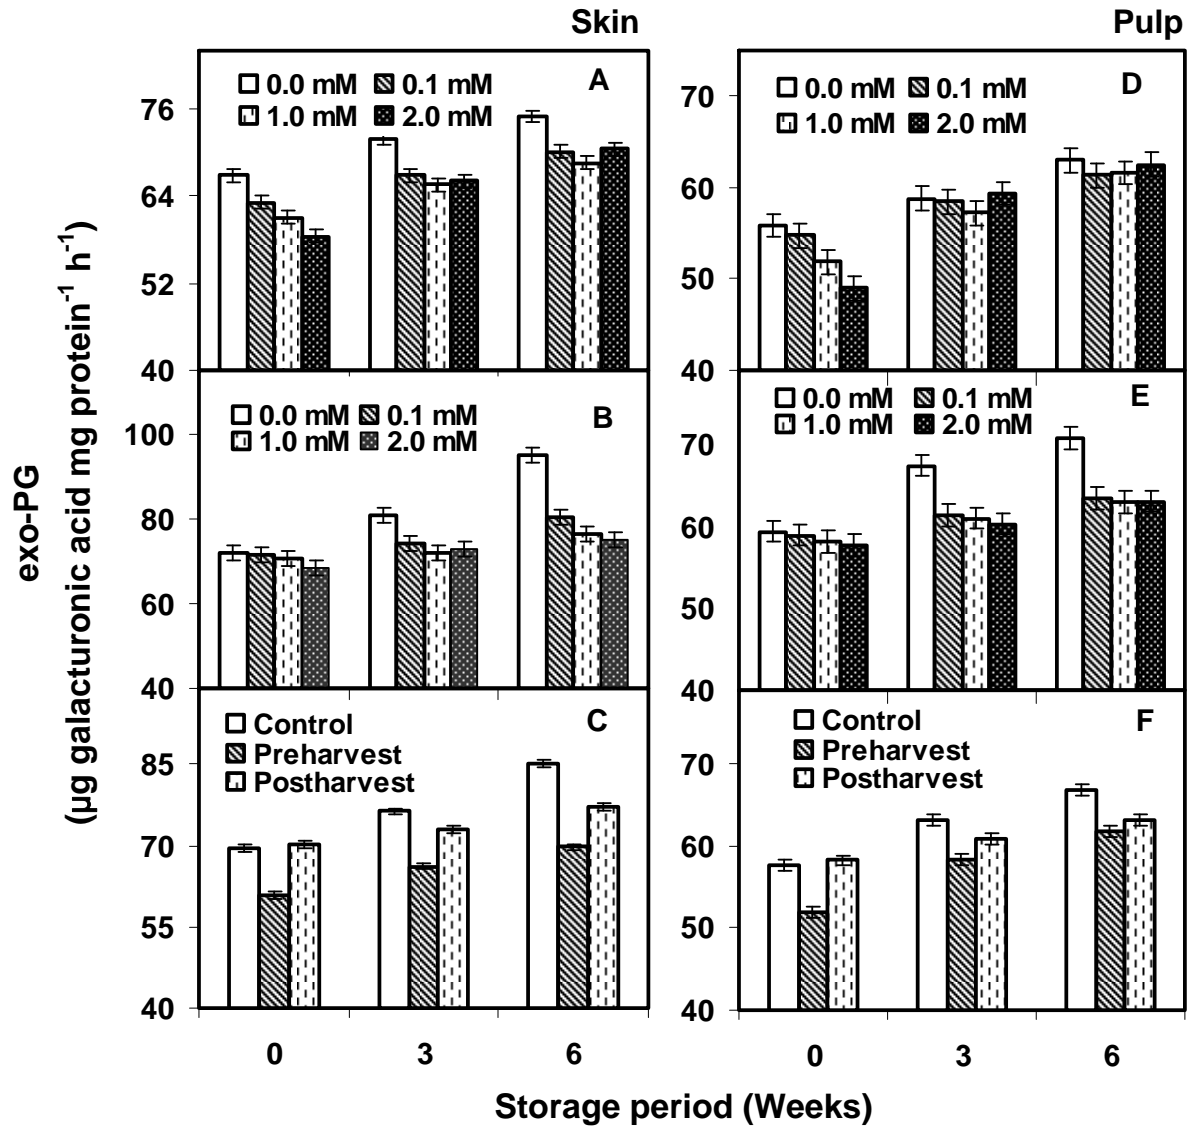 Skin
Pulp
exo-PG
(µg galacturonic acid mg protein⁻¹ h⁻¹)
A
0.0 mM 0.1 mM
1.0 mM 2.0 mM
76
64
52
40
B
0.0 mM 0.1 mM
1.0 mM 2.0 mM
100
80
60
40
C
Control
Preharvest
Postharvest
85
70
55
40
0 3 6
D
0.0 mM 0.1 mM
1.0 mM 2.0 mM
70
60
50
40
E
0.0 mM 0.1 mM
1.0 mM 2.0 mM
70
60
50
40
F
Control
Preharvest
Postharvest
70
60
50
40
0 3 6
Storage period (Weeks)